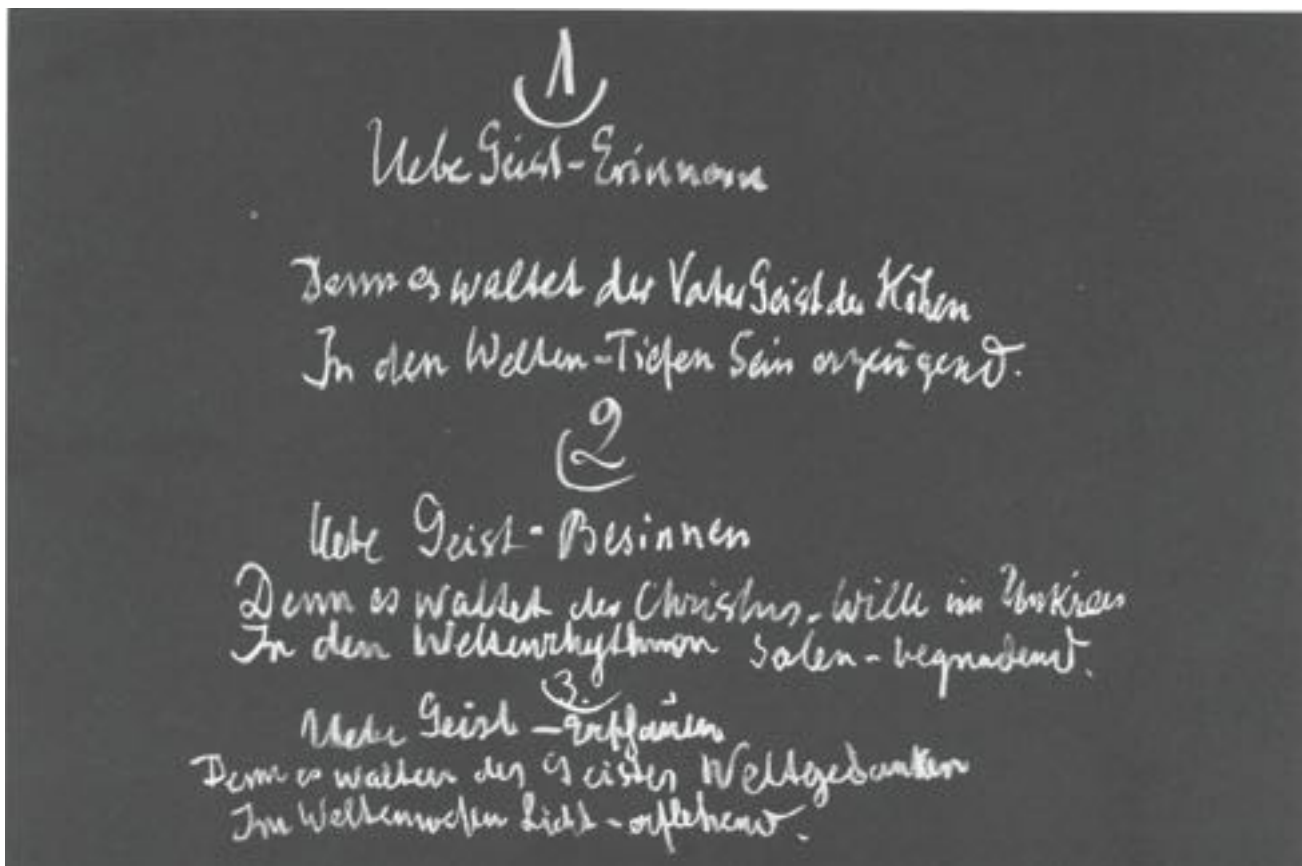 1
Uebe Geist-Erinnern
Denn es waltet der Vater Geist der Höhen
In den Welten-Tiefen Sein erzeugend.
2
Uebe Geist-Besinnen
Denn es waltet der Christus-Wille im Umkreis
In den Weltenrhythmen Seelen-begnadend.
3.
Uebe Geist-Erschauen
Denn es walten des Geistes Weltgedanken
Im Weltenwesen Licht-erflehend.